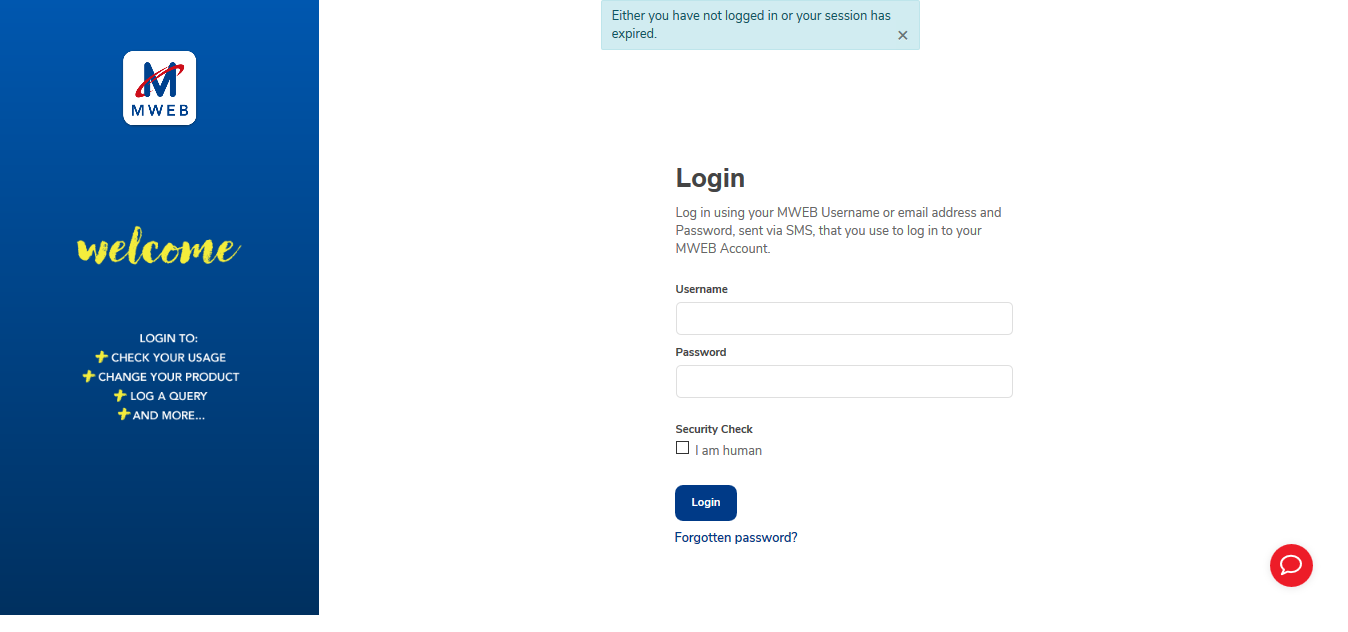 Either you have not logged in or your session has
expired.
×
MWEB
welcome
LOGIN TO:
CHECK YOUR USAGE
CHANGE YOUR PRODUCT
LOG A QUERY
AND MORE...
Login
Log in using your MWEB Username or email address and
Password, sent via SMS, that you use to log in to your
MWEB Account.
Username
Password
Security Check
I am human
Login
Forgotten password?